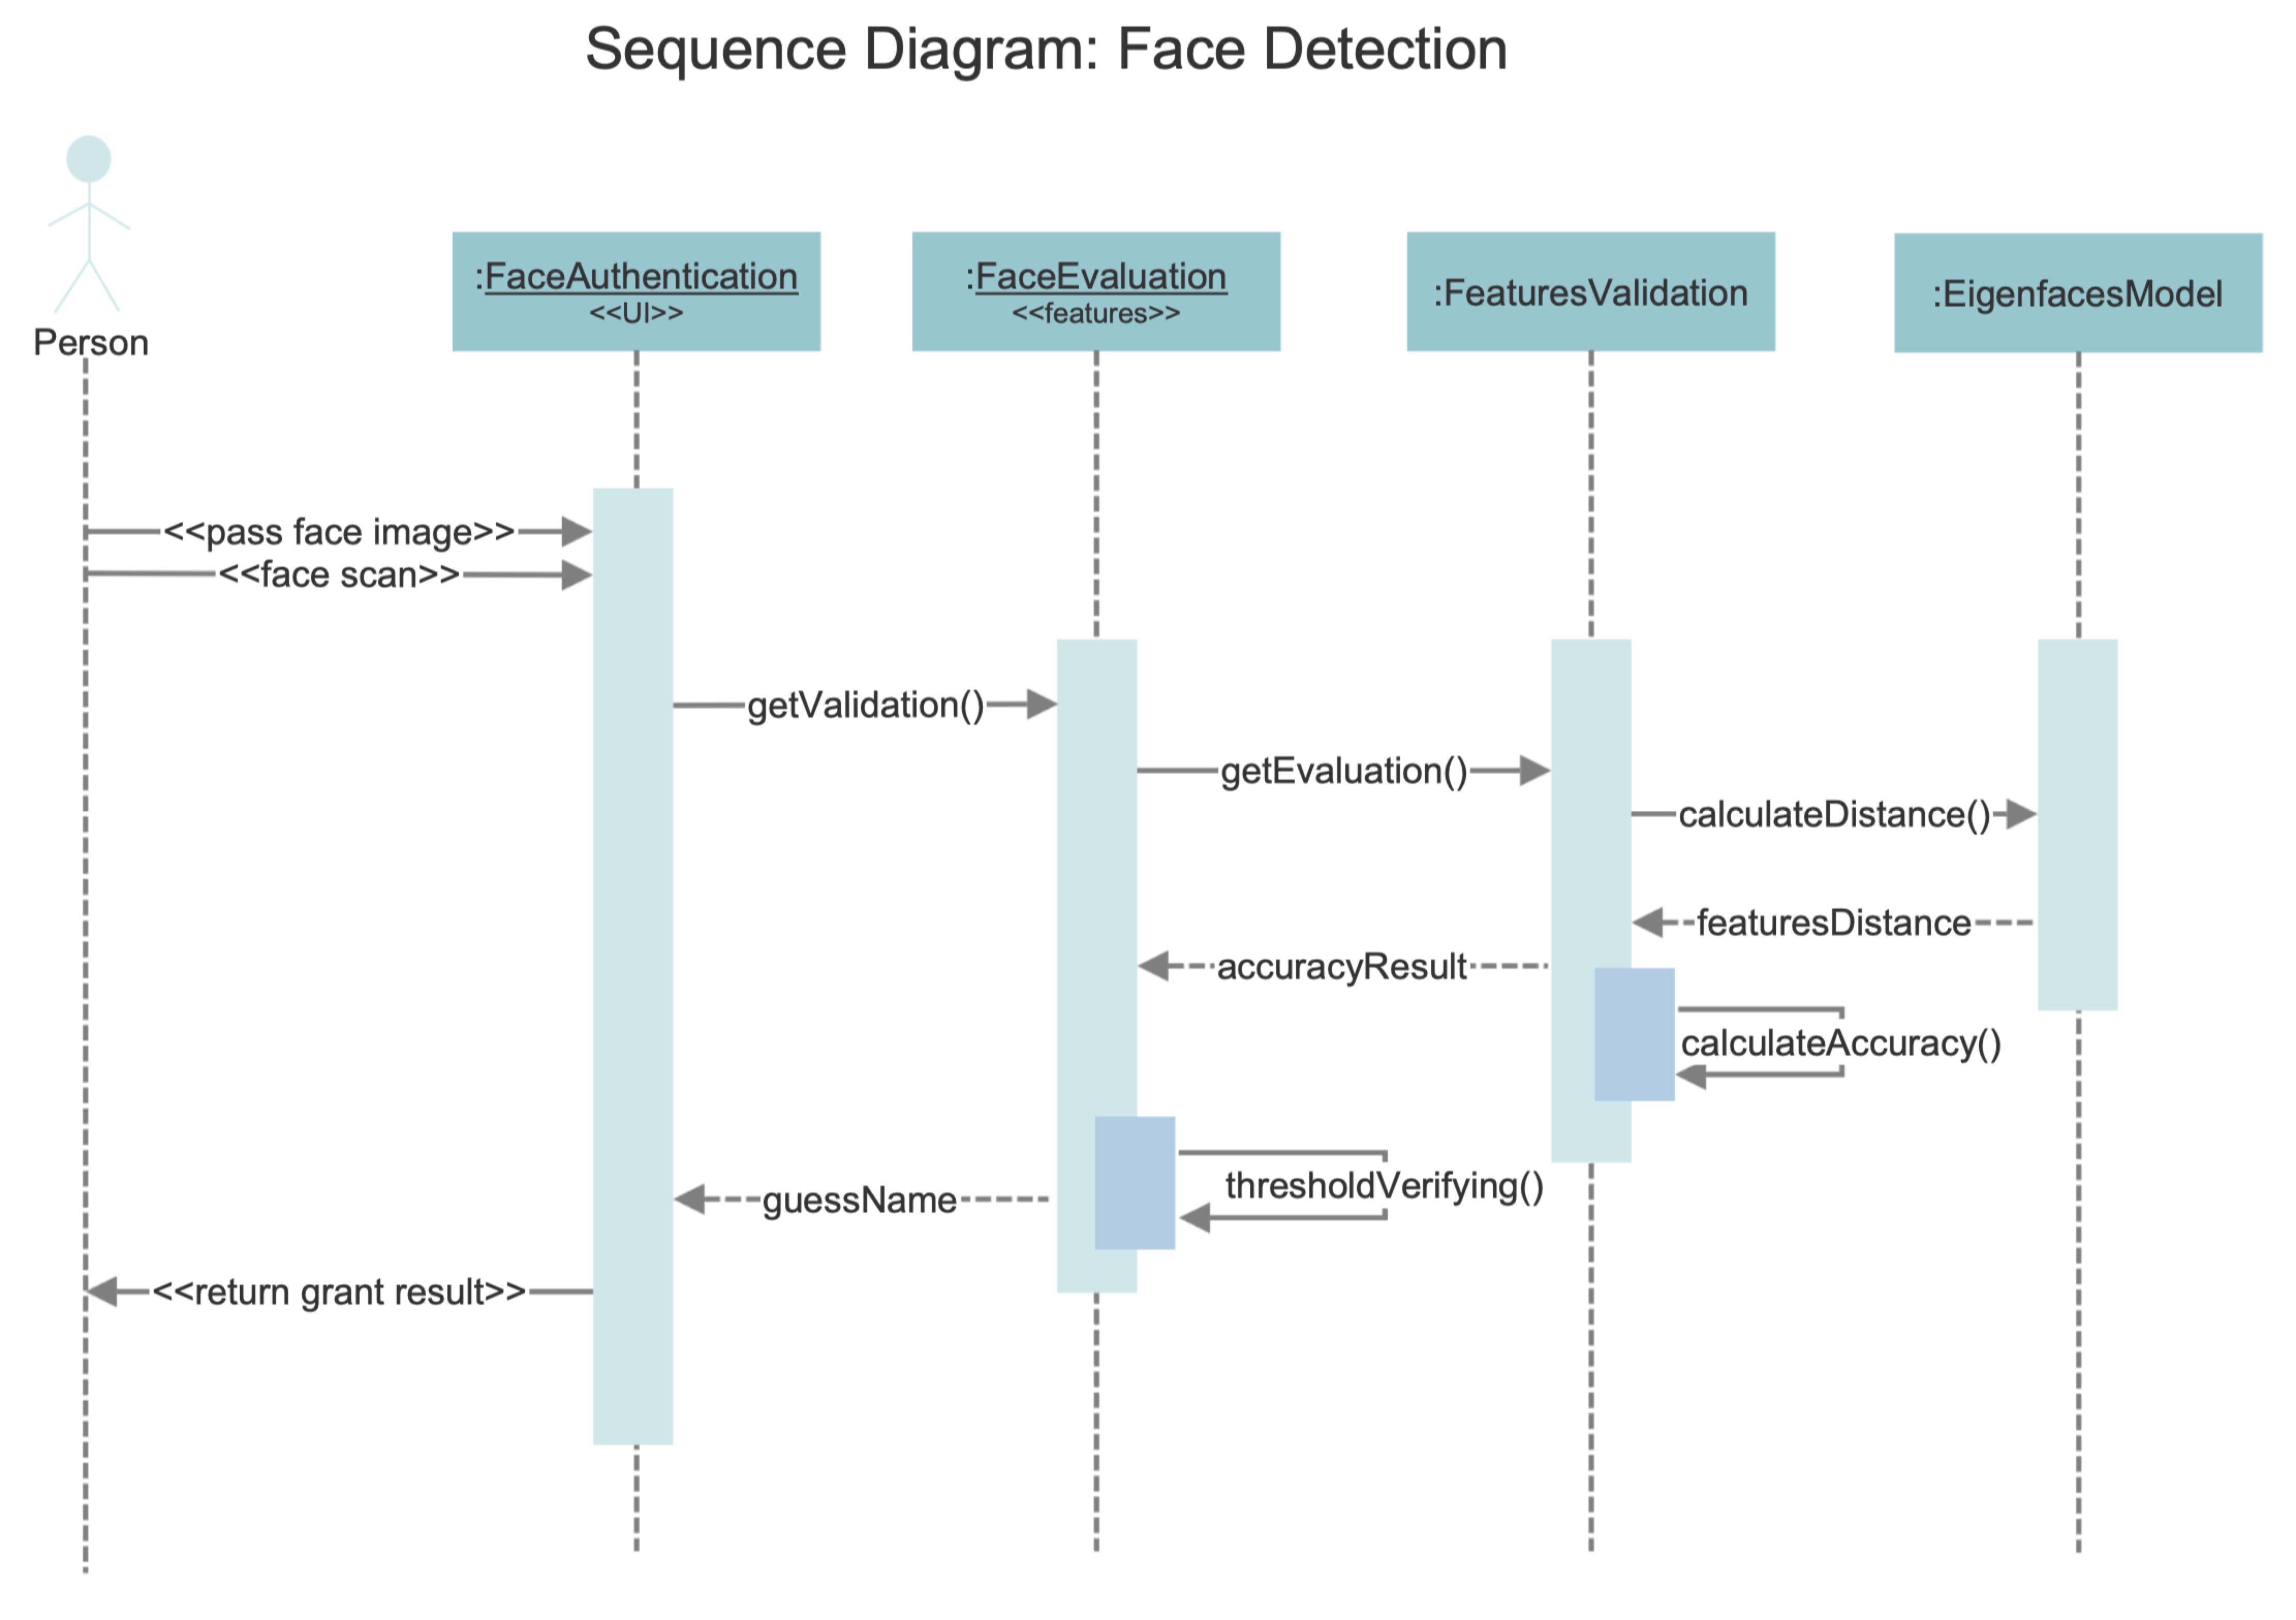 Sequence Diagram: Face Detection
Person
:FaceAuthentication
<<UI>>
:FaceEvaluation
<<features>>
:FeaturesValidation
:EigenfacesModel
<<pass face image>>
<<face scan>>
getValidation()
getEvaluation()
calculateDistance()
featuresDistance
accuracyResult
calculateAccuracy()
thresholdVerifying()
guessName
<<return grant result>>